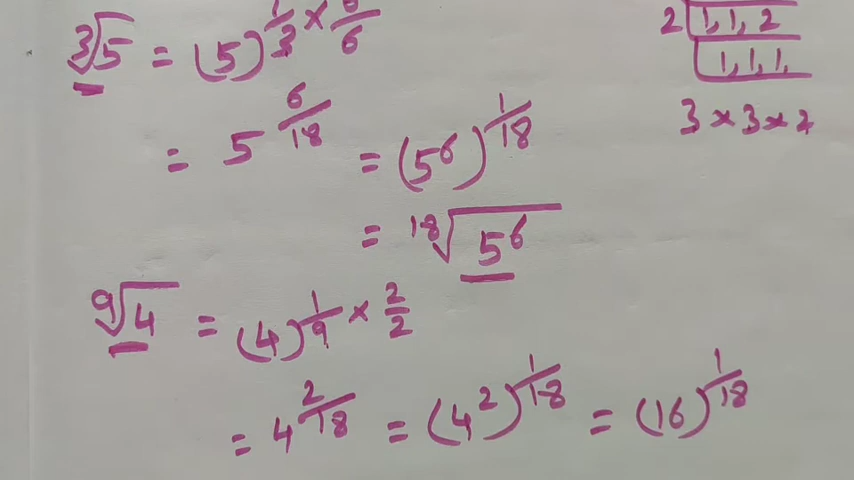 ∛5 = (5)^(1/3 × 6/6)
= 5^(6/18) = (5⁶)^(1/18)
= ¹⁸√5⁶
⁹√4 = (4)^(1/9 × 2/2)
= 4^(2/18) = (4²)^(1/18) = (16)^(1/18)
2 | 1, 1, 2
1, 1, 1,
3 × 3 × 2